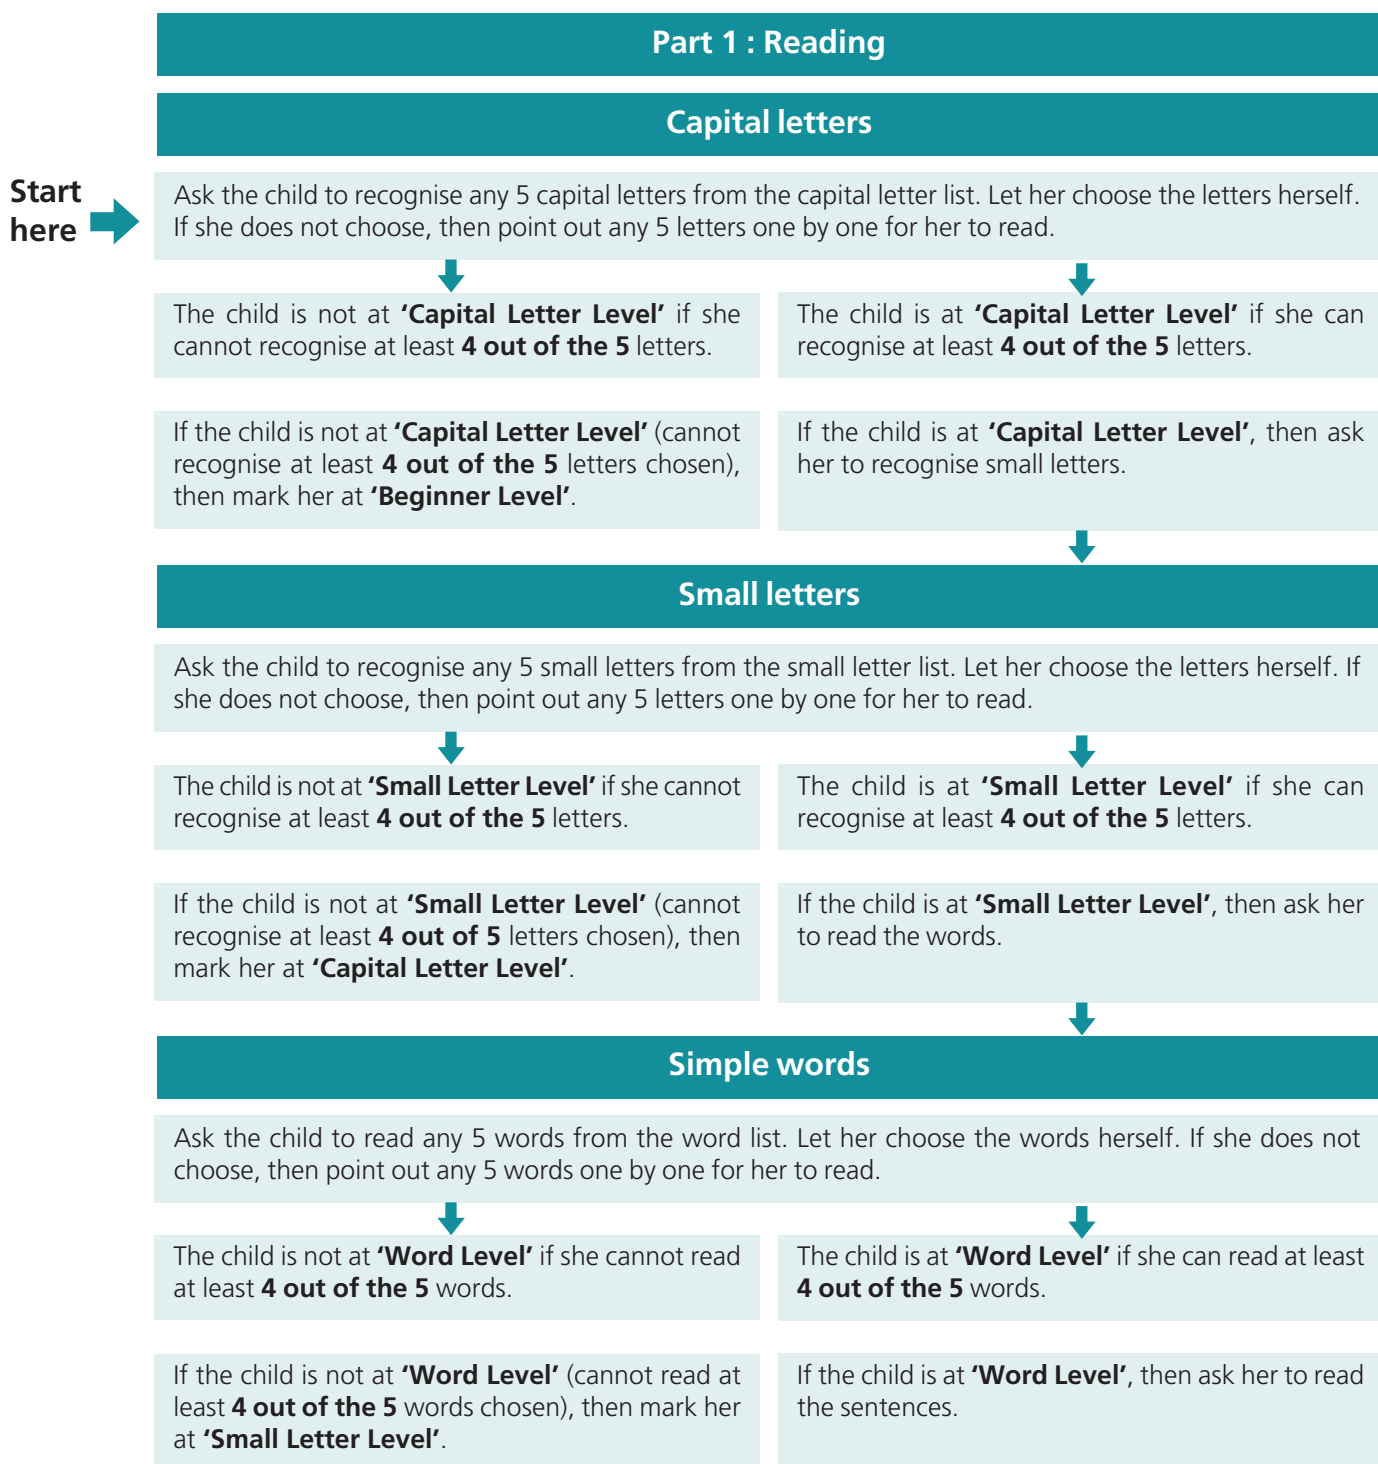 Part 1 : Reading
Capital letters
Start
here
Ask the child to recognise any 5 capital letters from the capital letter list. Let her choose the letters herself.
If she does not choose, then point out any 5 letters one by one for her to read.
The child is not at ‘Capital Letter Level’ if she
cannot recognise at least 4 out of the 5 letters.
The child is at ‘Capital Letter Level’ if she can
recognise at least 4 out of the 5 letters.
If the child is not at ‘Capital Letter Level’ (cannot
recognise at least 4 out of the 5 letters chosen),
then mark her at ‘Beginner Level’.
If the child is at ‘Capital Letter Level’, then ask
her to recognise small letters.
Small letters
Ask the child to recognise any 5 small letters from the small letter list. Let her choose the letters herself. If
she does not choose, then point out any 5 letters one by one for her to read.
The child is not at ‘Small Letter Level’ if she cannot
recognise at least 4 out of the 5 letters.
The child is at ‘Small Letter Level’ if she can
recognise at least 4 out of the 5 letters.
If the child is not at ‘Small Letter Level’ (cannot
recognise at least 4 out of 5 letters chosen), then
mark her at ‘Capital Letter Level’.
If the child is at ‘Small Letter Level’, then ask her
to read the words.
Simple words
Ask the child to read any 5 words from the word list. Let her choose the words herself. If she does not
choose, then point out any 5 words one by one for her to read.
The child is not at ‘Word Level’ if she cannot read
at least 4 out of the 5 words.
The child is at ‘Word Level’ if she can read at least
4 out of the 5 words.
If the child is not at ‘Word Level’ (cannot read at
least 4 out of the 5 words chosen), then mark her
at ‘Small Letter Level’.
If the child is at ‘Word Level’, then ask her to read
the sentences.